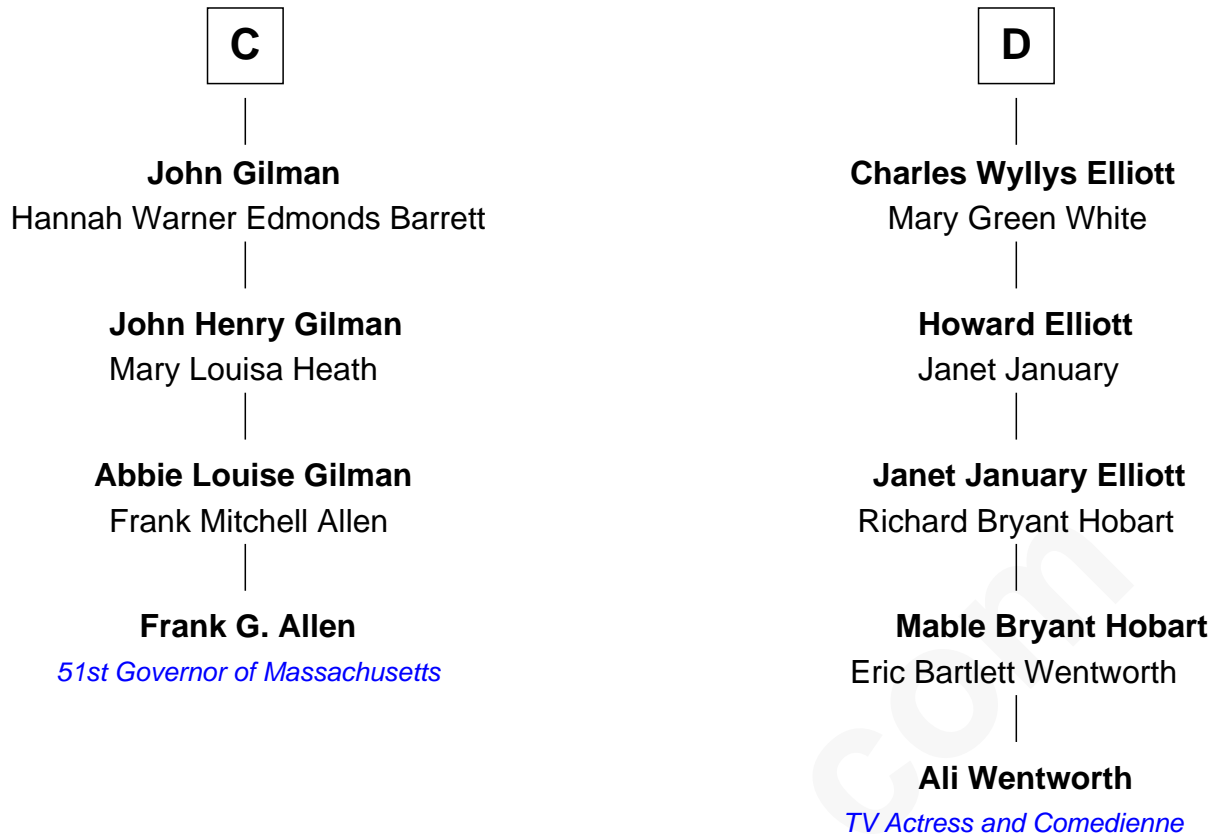 C
John Gilman
Hannah Warner Edmonds Barrett
John Henry Gilman
Mary Louisa Heath
Abbie Louise Gilman
Frank Mitchell Allen
Frank G. Allen
51st Governor of Massachusetts
D
Charles Wyllys Elliott
Mary Green White
Howard Elliott
Janet January
Janet January Elliott
Richard Bryant Hobart
Mable Bryant Hobart
Eric Bartlett Wentworth
Ali Wentworth
TV Actress and Comedienne
com